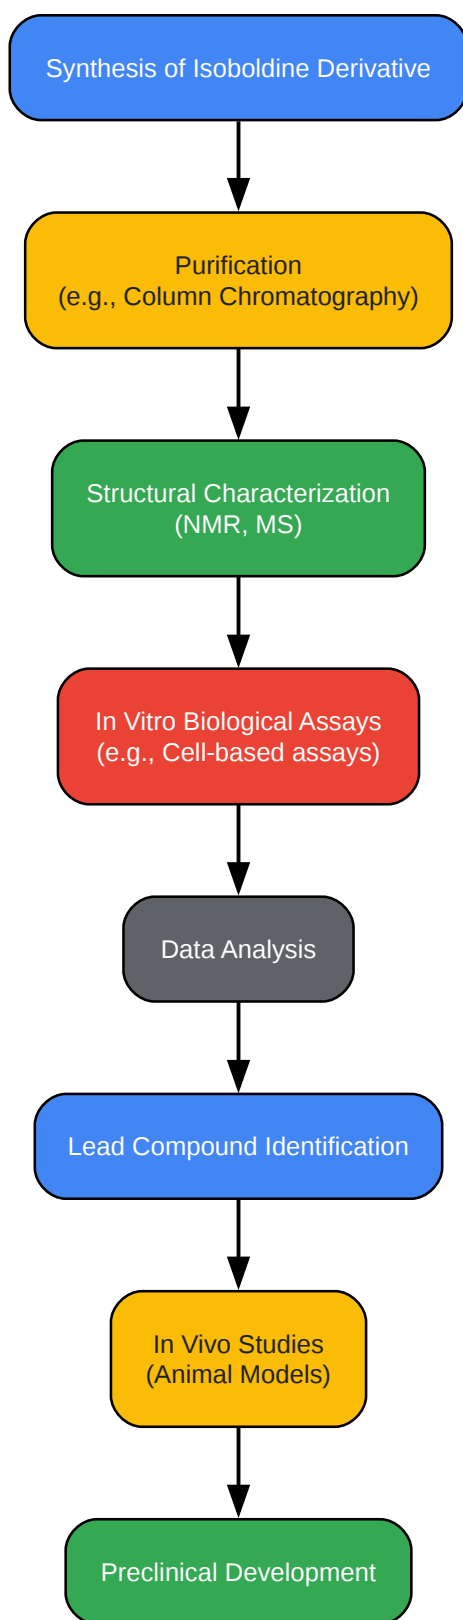 Synthesis of Isoboldine Derivative
Purification
(e.g., Column Chromatography)
Structural Characterization
(NMR, MS)
In Vitro Biological Assays
(e.g., Cell-based assays)
Data Analysis
Lead Compound Identification
In Vivo Studies
(Animal Models)
Preclinical Development